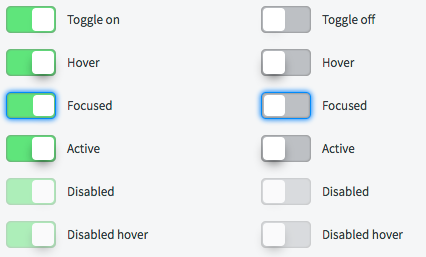 Toggle on Toggle off
Hover Hover
Focused Focused
Active Active
Disabled Disabled
Disabled hover Disabled hover